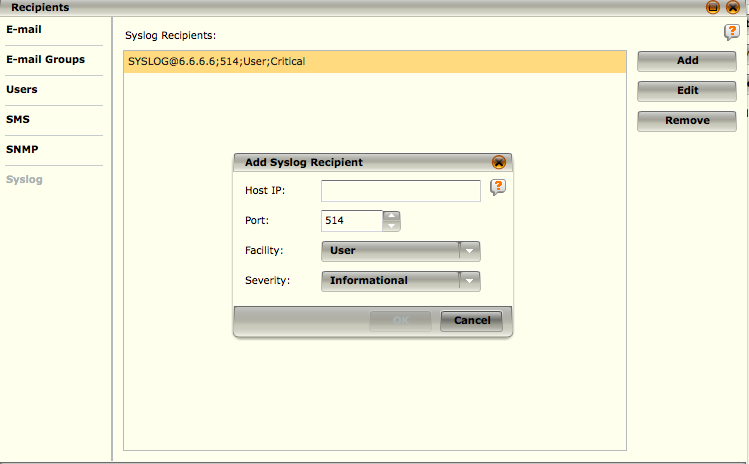 Recipients
E-mail
E-mail Groups
Users
SMS
SNMP
Syslog
Syslog Recipients:
SYSLOG@6.6.6.6;514;User;Critical
Add
Edit
Remove
Add Syslog Recipient
Host IP:
Port: 514
Facility: User
Severity: Informational
OK Cancel